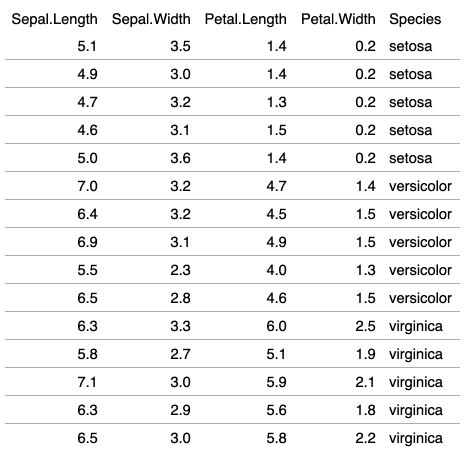 Sepal.Length Sepal.Width Petal.Length Petal.Width Species
5.1 3.5 1.4 0.2 setosa
4.9 3.0 1.4 0.2 setosa
4.7 3.2 1.3 0.2 setosa
4.6 3.1 1.5 0.2 setosa
5.0 3.6 1.4 0.2 setosa
7.0 3.2 4.7 1.4 versicolor
6.4 3.2 4.5 1.5 versicolor
6.9 3.1 4.9 1.5 versicolor
5.5 2.3 4.0 1.3 versicolor
6.5 2.8 4.6 1.5 versicolor
6.3 3.3 6.0 2.5 virginica
5.8 2.7 5.1 1.9 virginica
7.1 3.0 5.9 2.1 virginica
6.3 2.9 5.6 1.8 virginica
6.5 3.0 5.8 2.2 virginica